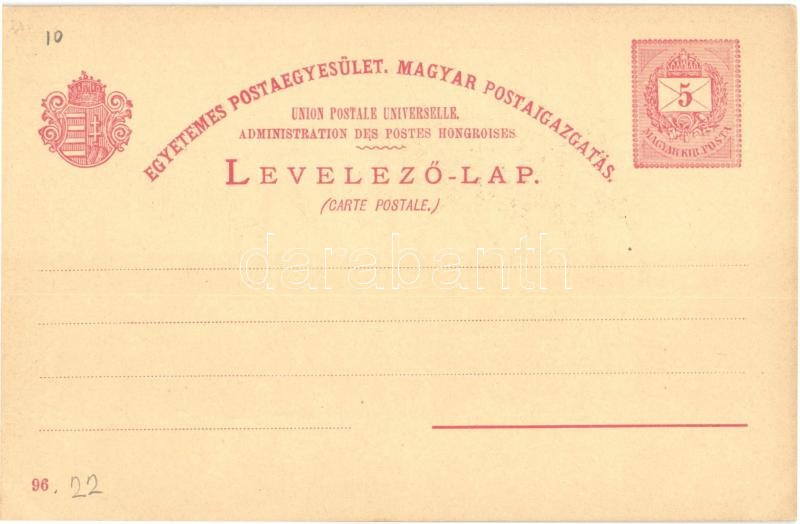 10
EGYETEMES POSTAEGYESÜLET. MAGYAR POSTAIGAZGATÁS.
5
MAGYAR KIR. POSTA
UNION POSTALE UNIVERSELLE.
ADMINISTRATION DES POSTES HONGROISES.
LEVELEZŐ-LAP.
(CARTE POSTALE.)
darabanth
96. 22